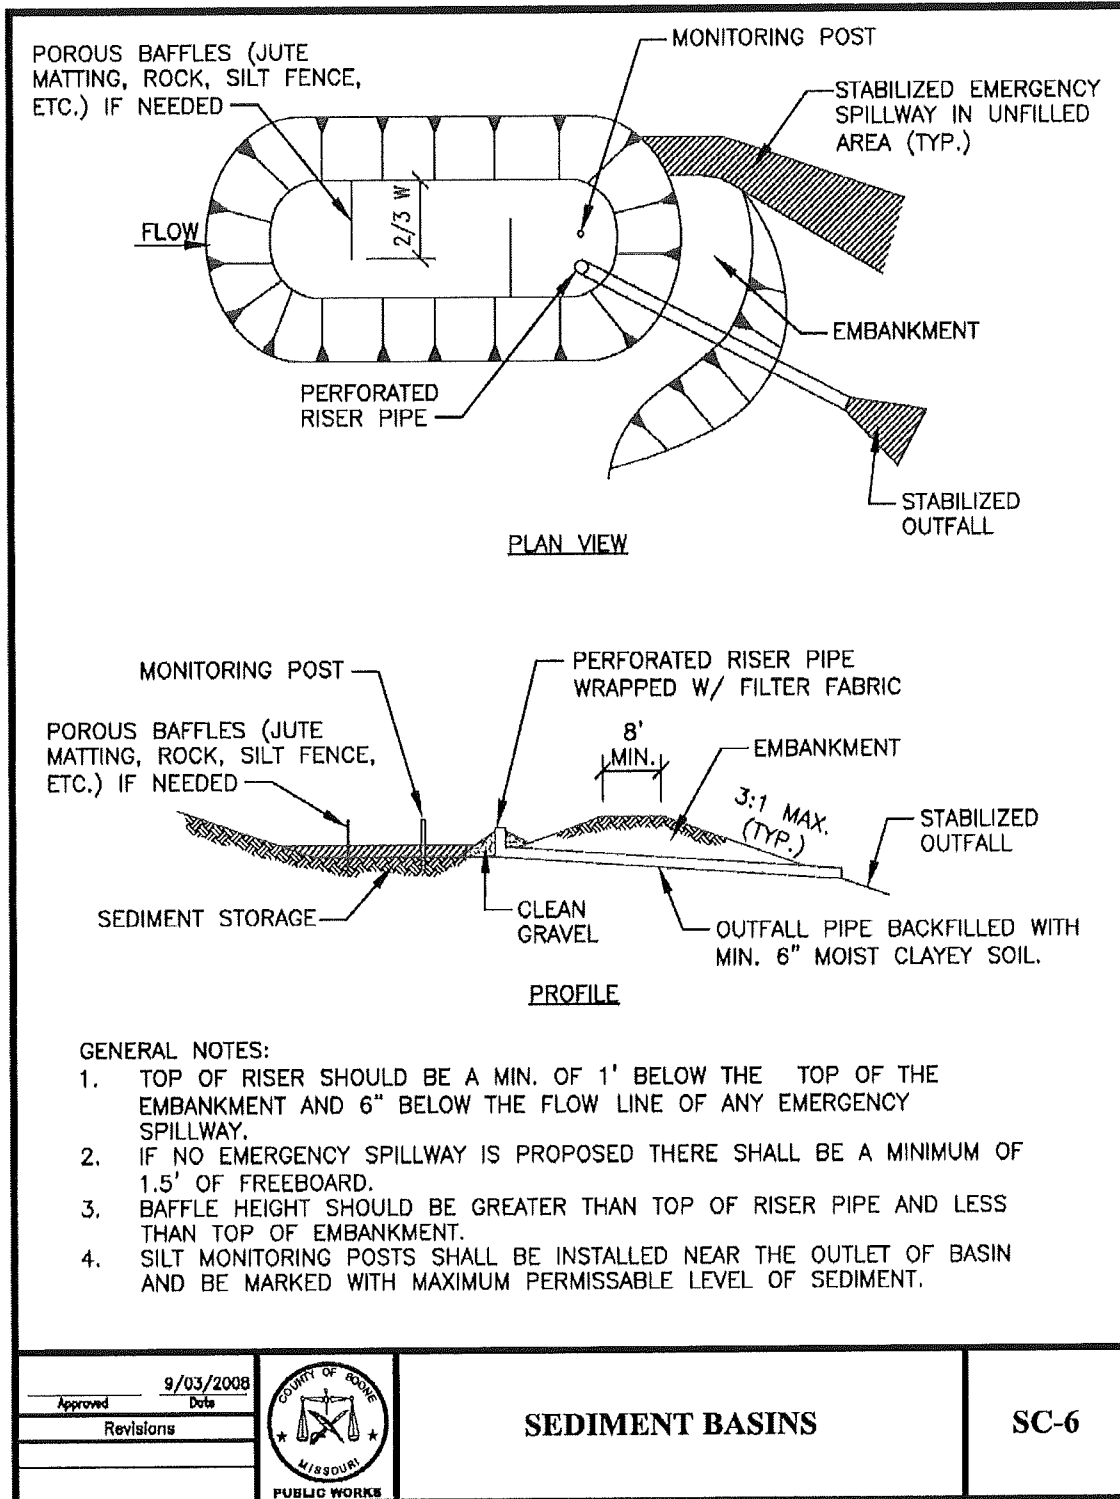 POROUS BAFFLES (JUTE
MATTING, ROCK, SILT FENCE,
ETC.) IF NEEDED
MONITORING POST
STABILIZED EMERGENCY
SPILLWAY IN UNFILLED
AREA (TYP.)
FLOW
2/3 W
EMBANKMENT
PERFORATED
RISER PIPE
STABILIZED
OUTFALL
PLAN VIEW
MONITORING POST
PERFORATED RISER PIPE
WRAPPED W/ FILTER FABRIC
POROUS BAFFLES (JUTE
MATTING, ROCK, SILT FENCE,
ETC.) IF NEEDED
8'
MIN.
EMBANKMENT
3:1 MAX.
(TYP.)
STABILIZED
OUTFALL
SEDIMENT STORAGE
CLEAN
GRAVEL
OUTFALL PIPE BACKFILLED WITH
MIN. 6" MOIST CLAYEY SOIL.
PROFILE
GENERAL NOTES:
1. TOP OF RISER SHOULD BE A MIN. OF 1' BELOW THE TOP OF THE
EMBANKMENT AND 6" BELOW THE FLOW LINE OF ANY EMERGENCY
SPILLWAY.
2. IF NO EMERGENCY SPILLWAY IS PROPOSED THERE SHALL BE A MINIMUM OF
1.5' OF FREEBOARD.
3. BAFFLE HEIGHT SHOULD BE GREATER THAN TOP OF RISER PIPE AND LESS
THAN TOP OF EMBANKMENT.
4. SILT MONITORING POSTS SHALL BE INSTALLED NEAR THE OUTLET OF BASIN
AND BE MARKED WITH MAXIMUM PERMISSABLE LEVEL OF SEDIMENT.
9/03/2008
Approved Date
Revisions
COUNTY OF BOONE
MISSOURI
PUBLIC WORKS
SEDIMENT BASINS
SC-6